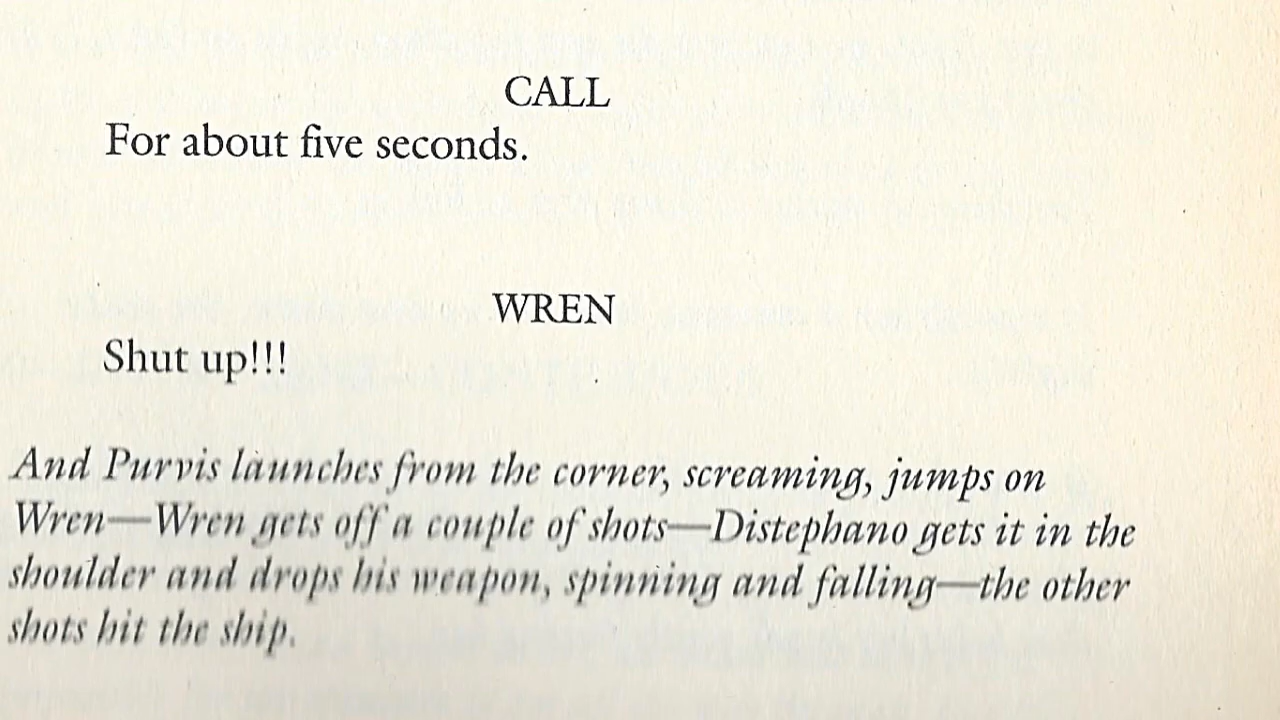 CALL
For about five seconds.
WREN
Shut up!!!
And Purvis launches from the corner, screaming, jumps on
Wren—Wren gets off a couple of shots—Distephano gets it in the
shoulder and drops his weapon, spinning and falling—the other
shots hit the ship.